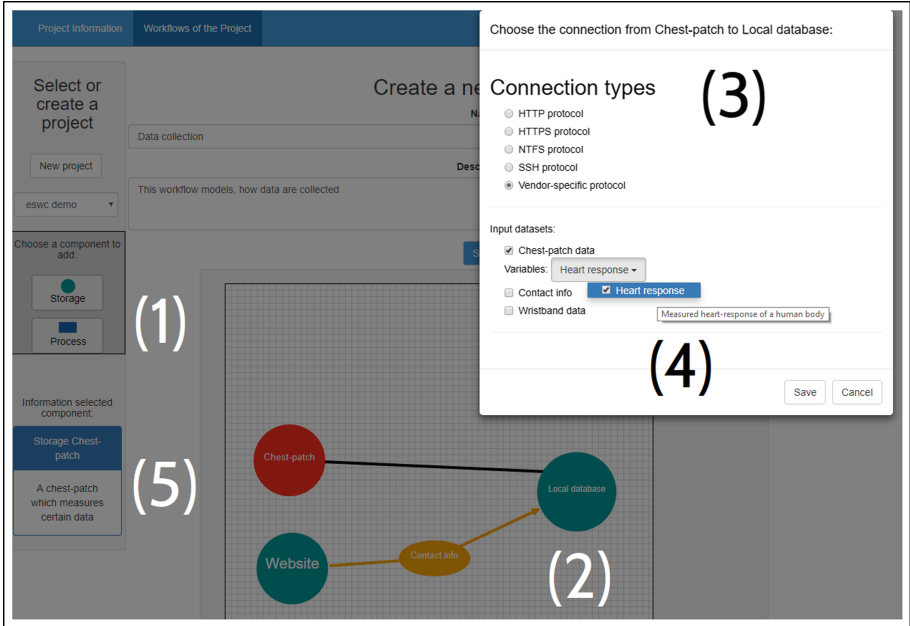 Project Information
Workflows of the Project
Select or
create a
project
New project
eswc demo
Choose a component to
add:
Storage
Process
(1)
Information selected
component:
Storage Chest-
patch
A chest-patch
which measures
certain data
(5)
Create a ne
Na
Data collection
Desc
This workflow models, how data are collected
S
Chest-patch
Local database
Website
Contact info
(2)
Choose the connection from Chest-patch to Local database:
Connection types
(3)
HTTP protocol
HTTPS protocol
NTFS protocol
SSH protocol
Vendor-specific protocol
Input datasets:
Chest-patch data
Variables: Heart response
Contact info
Heart response
Wristband data
Measured heart-response of a human body
(4)
Save
Cancel